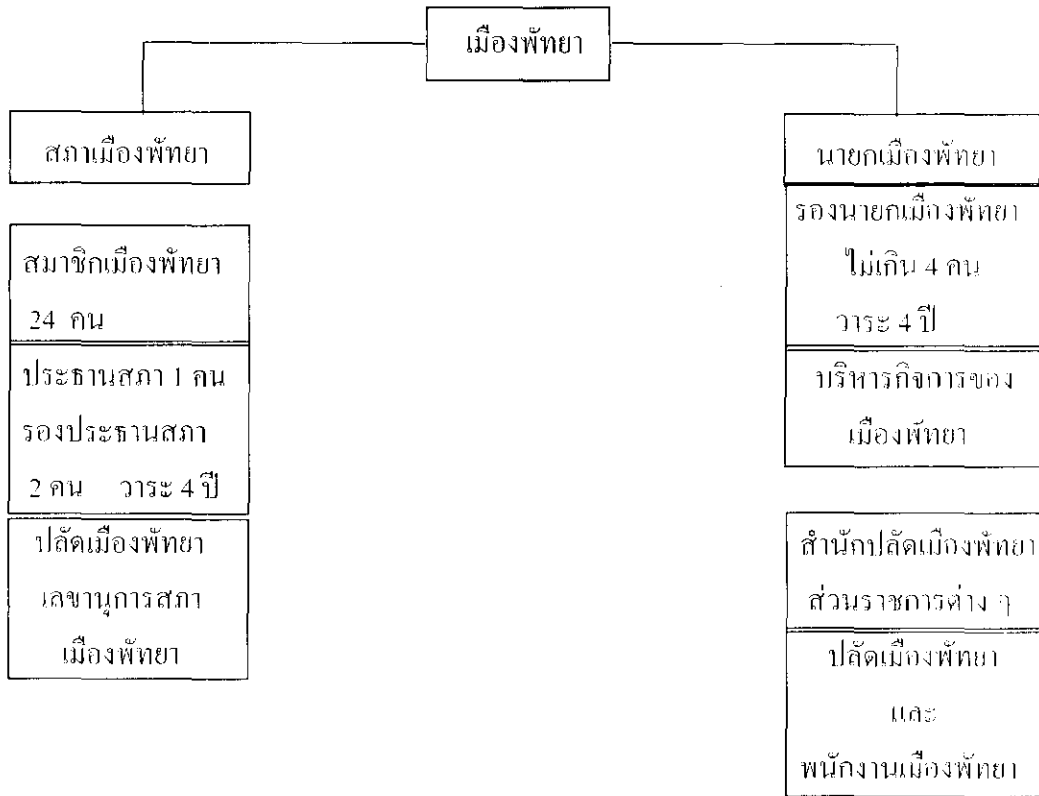 เมืองพัทยา
สภาเมืองพัทยา
สมาชิกเมืองพัทยา
24 คน
ประธานสภา 1 คน
รองประธานสภา
2 คน วาระ 4 ปี
ปลัดเมืองพัทยา
เลขานุการสภา
เมืองพัทยา
นายกเมืองพัทยา
รองนายกเมืองพัทยา
ไม่เกิน 4 คน
วาระ 4 ปี
บริหารกิจการของ
เมืองพัทยา
สำนักปลัดเมืองพัทยา
ส่วนราชการต่าง ๆ
ปลัดเมืองพัทยา
และ
พนักงานเมืองพัทยา